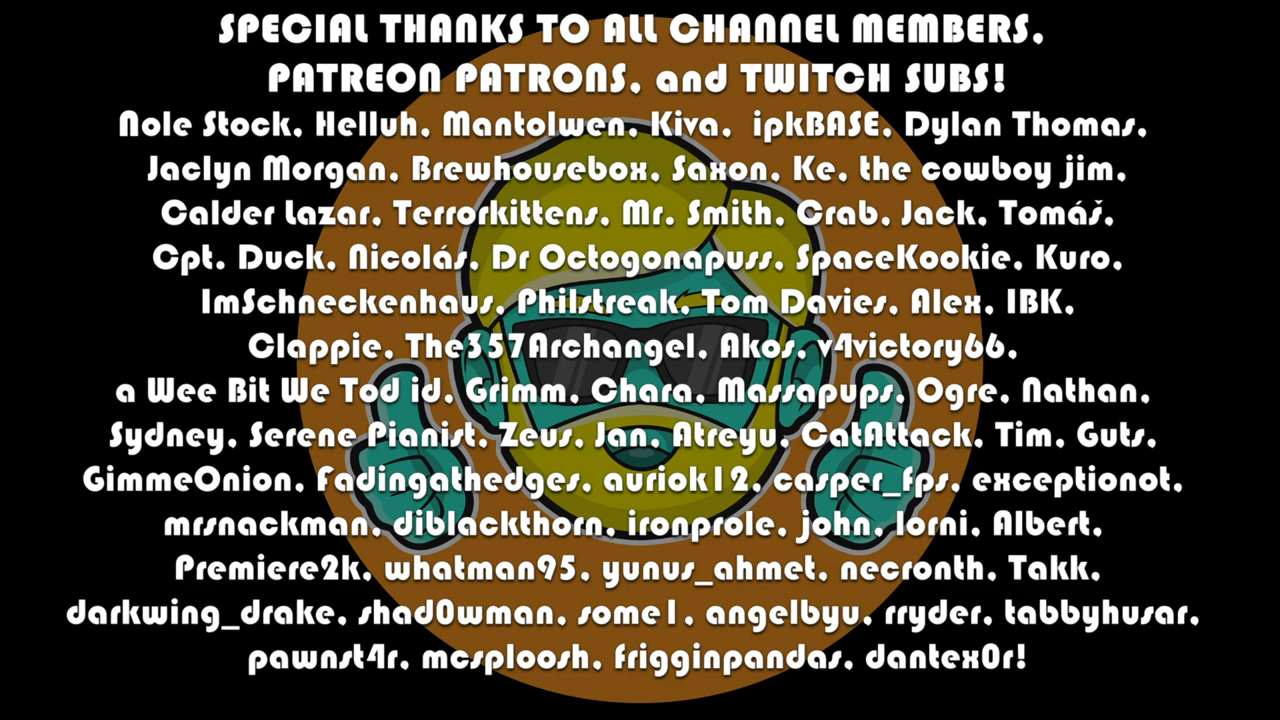 SPECIAL THANKS TO ALL CHANNEL MEMBERS,
PATREON PATRONS, and TWITCH SUBS!
Nole Stock, Helluh, Mantolwen, Kiva, ipkBASE, Dylan Thomas,
Jaclyn Morgan, Brewhousebox, Saxon, Ke, the cowboy jim,
Calder Lazar, Terrorkittens, Mr. Smith, Crab, Jack, Tomáš,
Cpt. Duck, Nicolás, Dr Octogonapuss, SpaceKookie, Kuro,
ImSchneckenhaus, Philstreak, Tom Davies, Alex, IBK,
Clappie, The357Archangel, Akos, v4victory66,
a Wee Bit We Tod id, Grimm, Chara, Massapups, Ogre, Nathan,
Sydney, Serene Pianist, Zeus, Jan, Atreyu, CatAttack, Tim, Guts,
GimmeOnion, Fadingathedges, auriok12, casper_fps, exceptionot,
mrsnackman, diblackthorn, ironprole, john, lorni, Albert,
Premiere2k, whatman95, yunus_ahmet, necronth, Takk,
darkwing_drake, shad0wman, some1, angelbyu, rryder, tabbyhusar,
pawnst4r, mcsploosh, frigginpandas, dantex0r!